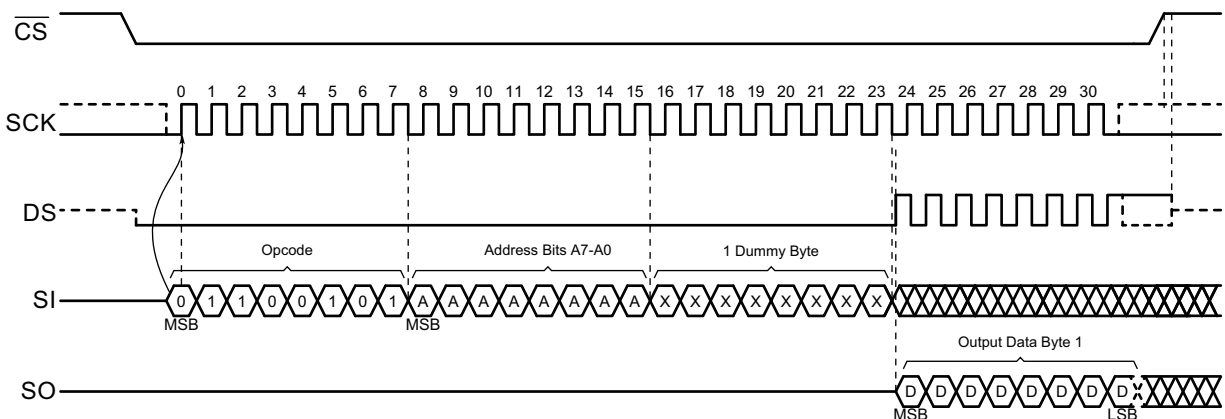 CS
0 1 2 3 4 5 6 7 8 9 10 11 12 13 14 15 16 17 18 19 20 21 22 23 24 25 26 27 28 29 30
SCK
DS
Opcode Address Bits A7-A0 1 Dummy Byte
SI 0 1 1 0 0 1 0 1 A A A A A A A A X X X X X X X X
MSB MSB
Output Data Byte 1
SO D D D D D D D D
MSB LSB